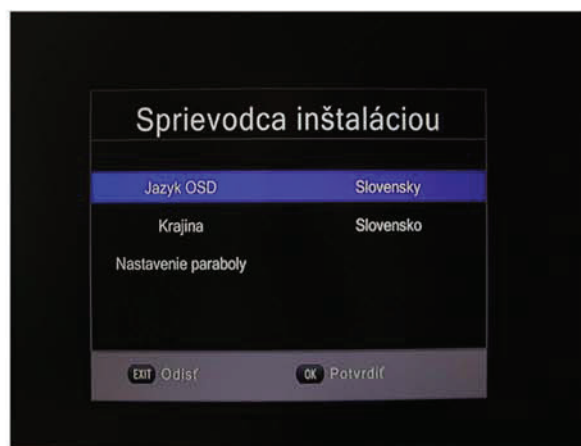 Sprievodca inštaláciou
Jazyk OSD Slovensky
Krajina Slovensko
Nastavenie paraboly
EXIT Odísť OK Potvrdiť